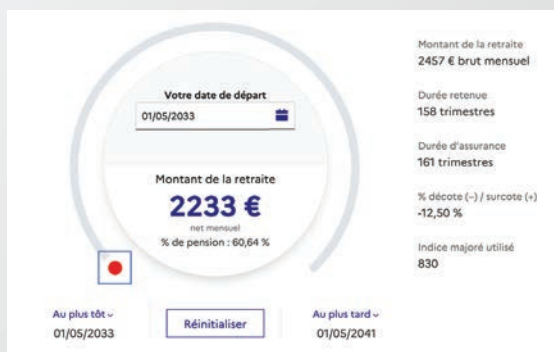 Votre date de départ
01/05/2033
Montant de la retraite
2233 €
net mensuel
% de pension : 60,64 %
Au plus tôt
01/05/2033
Réinitialiser
Au plus tard
01/05/2041
Montant de la retraite
2457 € brut mensuel
Durée retenue
158 trimestres
Durée d'assurance
161 trimestres
% décote (-) / surcote (+)
-12,50 %
Indice majoré utilisé
830